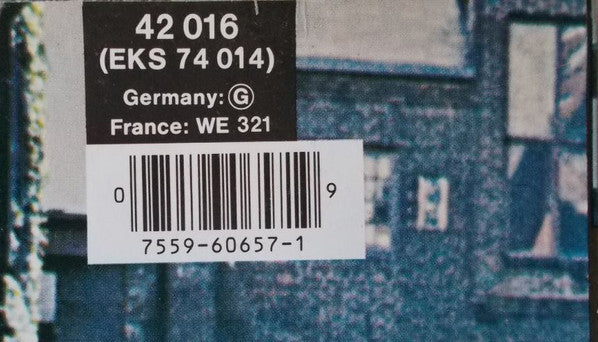 42 016
(EKS 74 014)
Germany: Ⓖ
France: WE 321
0 9
7559-60657-1